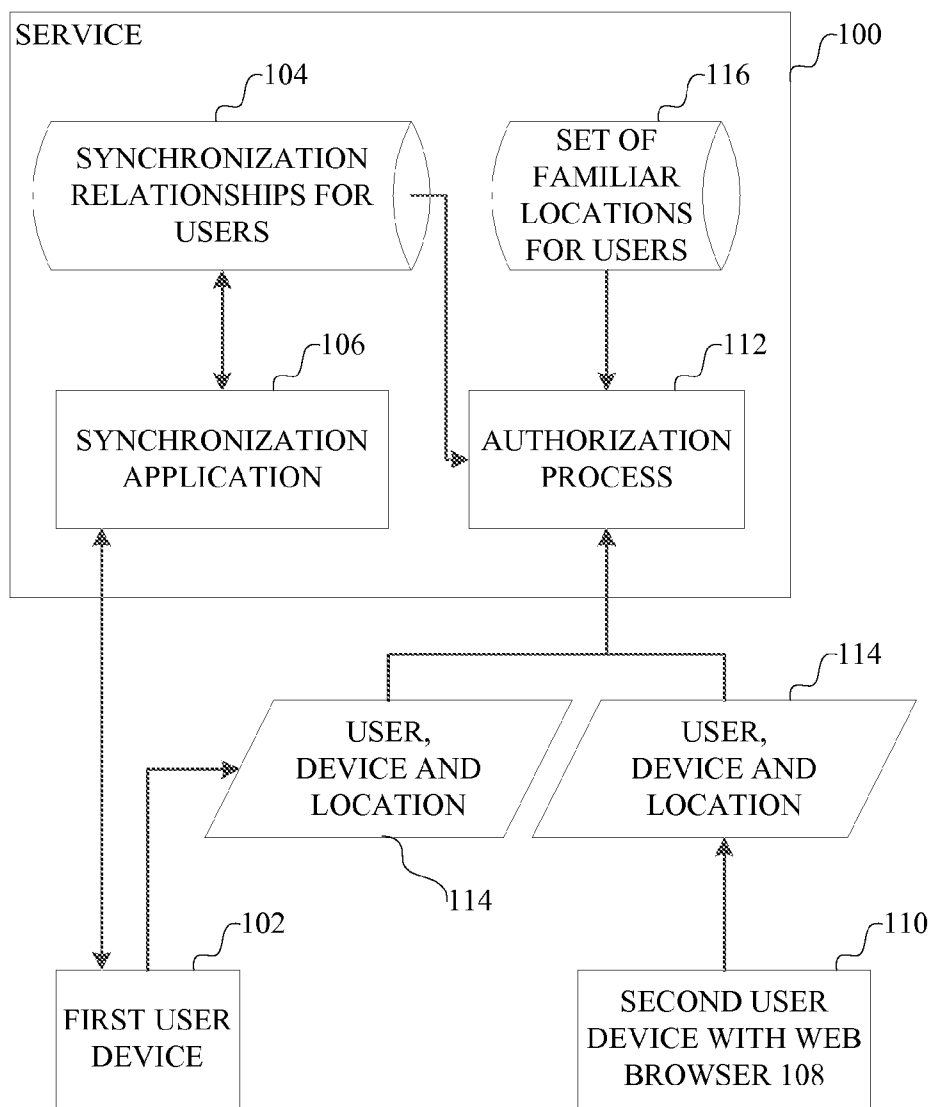 SERVICE
100
104
116
SYNCHRONIZATION
RELATIONSHIPS FOR
USERS
SET OF
FAMILIAR
LOCATIONS
FOR USERS
106
112
SYNCHRONIZATION
APPLICATION
AUTHORIZATION
PROCESS
114
USER,
DEVICE AND
LOCATION
USER,
DEVICE AND
LOCATION
114
102
110
FIRST USER
DEVICE
SECOND USER
DEVICE WITH WEB
BROWSER 108